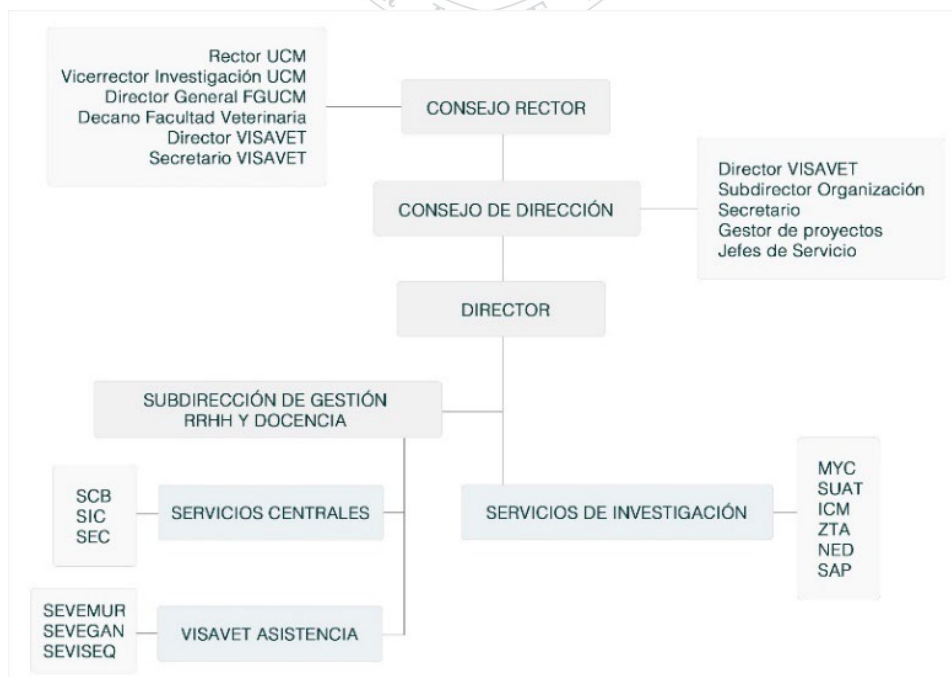 Rector UCM
Vicerrector Investigación UCM
Director General FGUCM
Decano Facultad Veterinaria
Director VISAVET
Secretario VISAVET
CONSEJO RECTOR
CONSEJO DE DIRECCIÓN
Director VISAVET
Subdirector Organización
Secretario
Gestor de proyectos
Jefes de Servicio
DIRECTOR
SUBDIRECCIÓN DE GESTIÓN
RRHH Y DOCENCIA
SCB
SIC
SEC
SERVICIOS CENTRALES
SERVICIOS DE INVESTIGACIÓN
MYC
SUAT
ICM
ZTA
NED
SAP
SEVEMUR
SEVEGAN
SEVISEQ
VISAVET ASISTENCIA